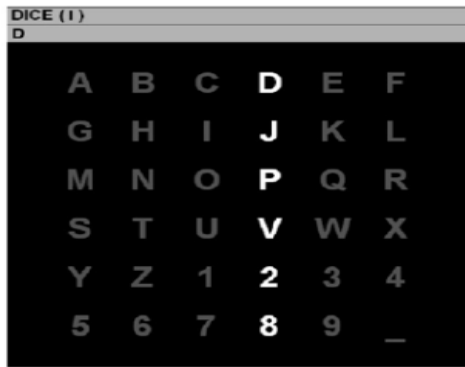 DICE (I)
D
A B C D E F
G H I J K L
M N O P Q R
S T U V W X
Y Z 1 2 3 4
5 6 7 8 9 _